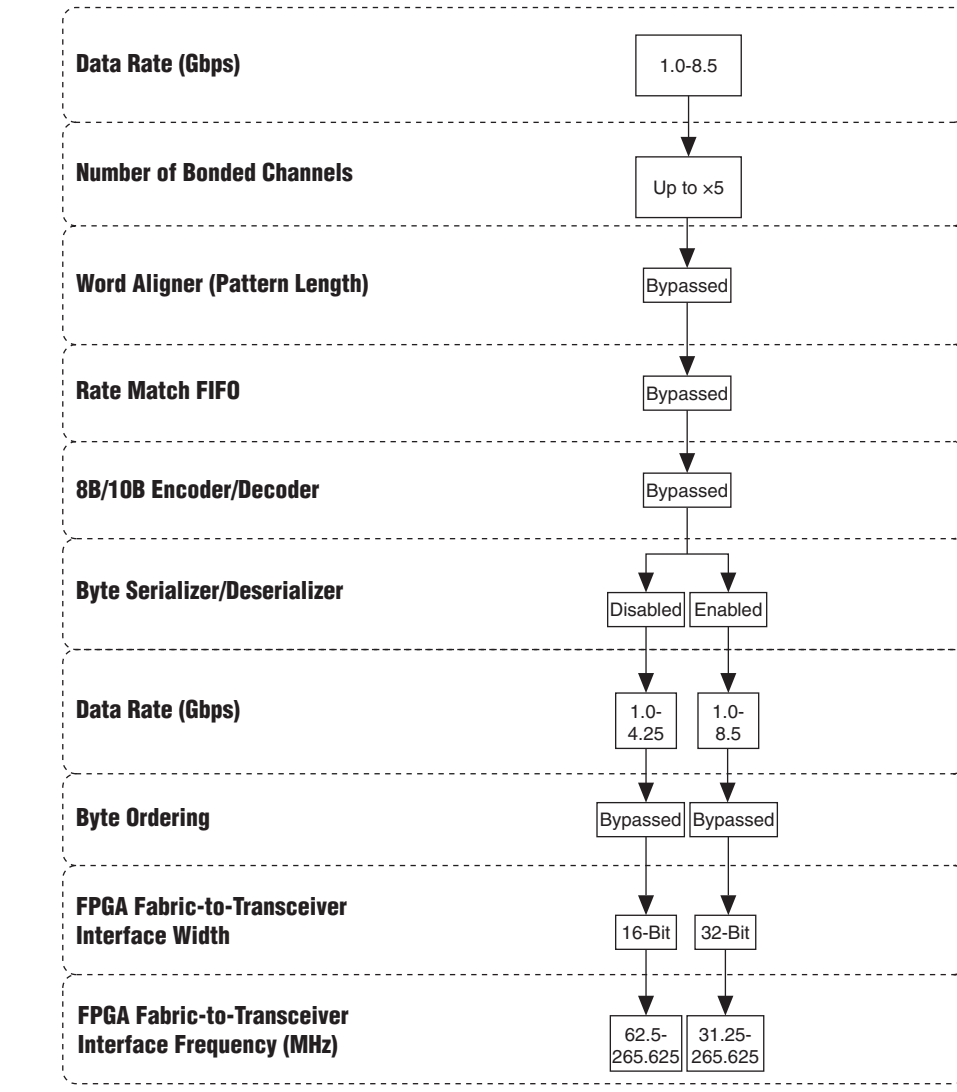 Data Rate (Gbps)
1.0-8.5
Number of Bonded Channels
Up to ×5
Word Aligner (Pattern Length)
Bypassed
Rate Match FIFO
Bypassed
8B/10B Encoder/Decoder
Bypassed
Byte Serializer/Deserializer
Disabled Enabled
Data Rate (Gbps)
1.0-
4.25
1.0-
8.5
Byte Ordering
Bypassed Bypassed
FPGA Fabric-to-Transceiver
Interface Width
16-Bit 32-Bit
FPGA Fabric-to-Transceiver
Interface Frequency (MHz)
62.5-
265.625
31.25-
265.625